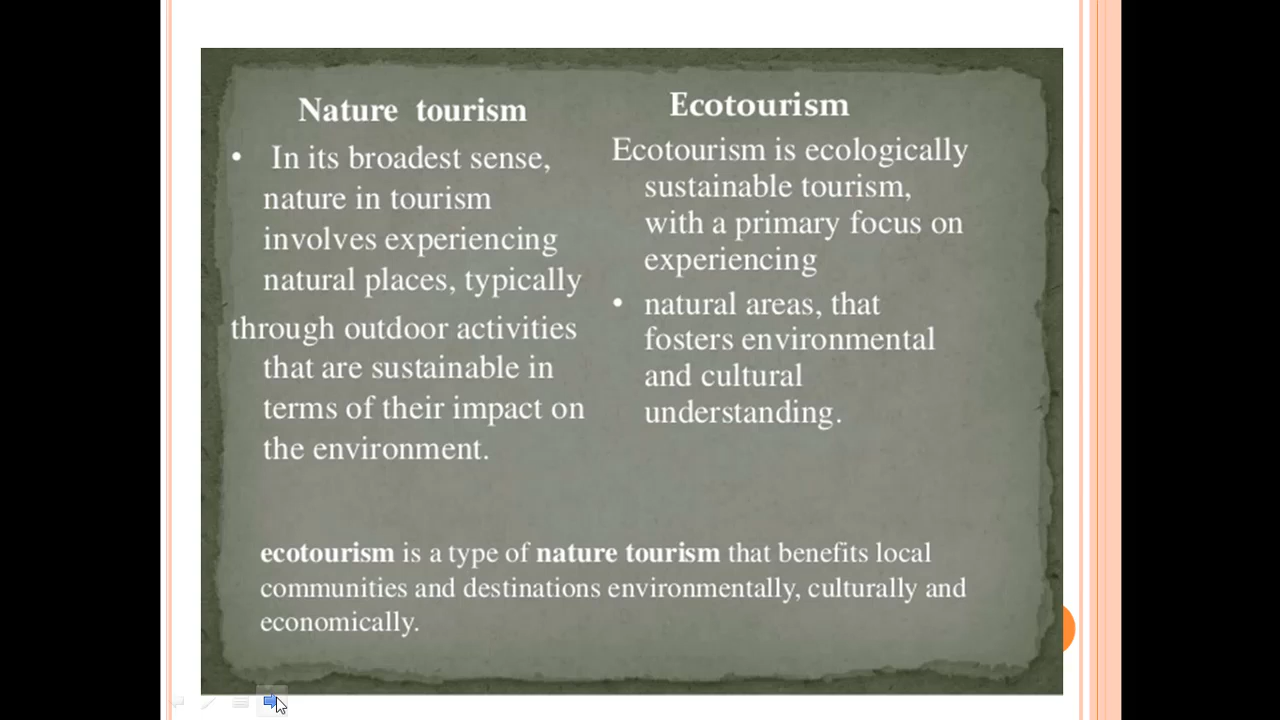 Nature tourism
• In its broadest sense,
nature in tourism
involves experiencing
natural places, typically
through outdoor activities
that are sustainable in
terms of their impact on
the environment.
Ecotourism
Ecotourism is ecologically
sustainable tourism,
with a primary focus on
experiencing
• natural areas, that
fosters environmental
and cultural
understanding.
ecotourism is a type of nature tourism that benefits local
communities and destinations environmentally, culturally and
economically.